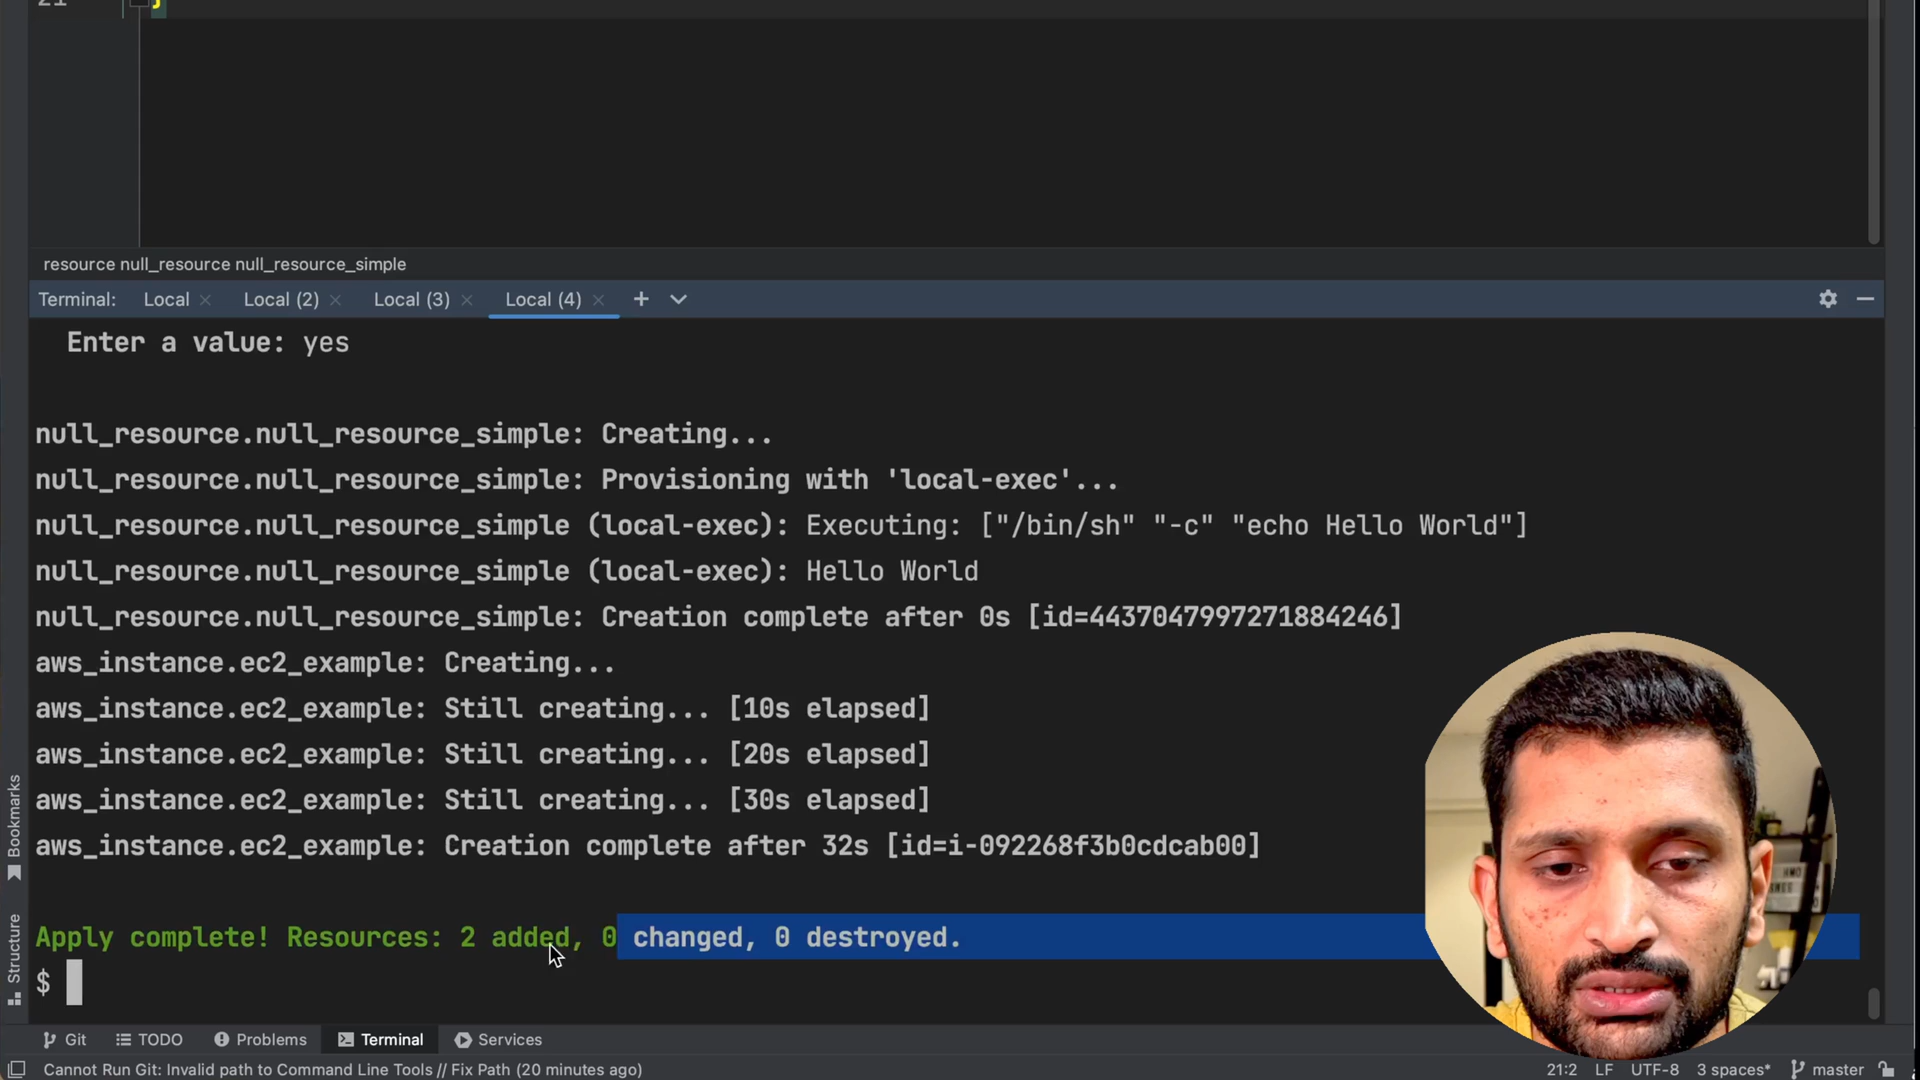 21 }
resource null_resource null_resource_simple
Terminal: Local × Local (2) × Local (3) × Local (4) × +
Enter a value: yes
null_resource.null_resource_simple: Creating...
null_resource.null_resource_simple: Provisioning with 'local-exec'...
null_resource.null_resource_simple (local-exec): Executing: ["/bin/sh" "-c" "echo Hello World"]
null_resource.null_resource_simple (local-exec): Hello World
null_resource.null_resource_simple: Creation complete after 0s [id=4437047997271884246]
aws_instance.ec2_example: Creating...
aws_instance.ec2_example: Still creating... [10s elapsed]
aws_instance.ec2_example: Still creating... [20s elapsed]
aws_instance.ec2_example: Still creating... [30s elapsed]
aws_instance.ec2_example: Creation complete after 32s [id=i-092268f3b0cdcab00]
Apply complete! Resources: 2 added, 0 changed, 0 destroyed.
$
Bookmarks
Structure
Git TODO Problems Terminal Services
Cannot Run Git: Invalid path to Command Line Tools // Fix Path (20 minutes ago) 21:2 LF UTF-8 3 spaces* master